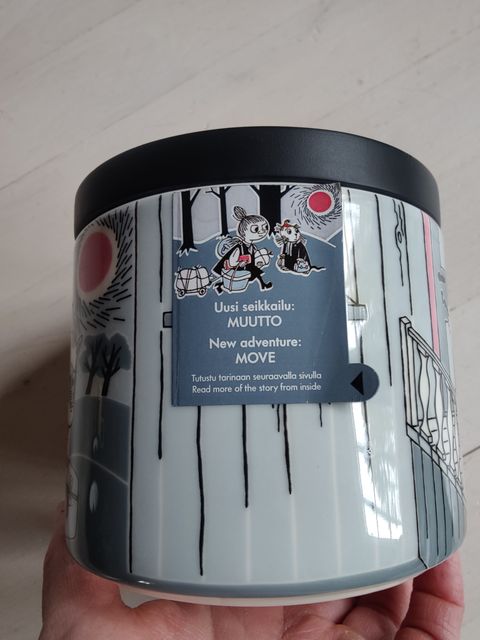 Uusi seikkailu:
MUUTTO
New adventure:
MOVE
Tutustu tarinaan seuraavalla sivulla
Read more of the story from inside